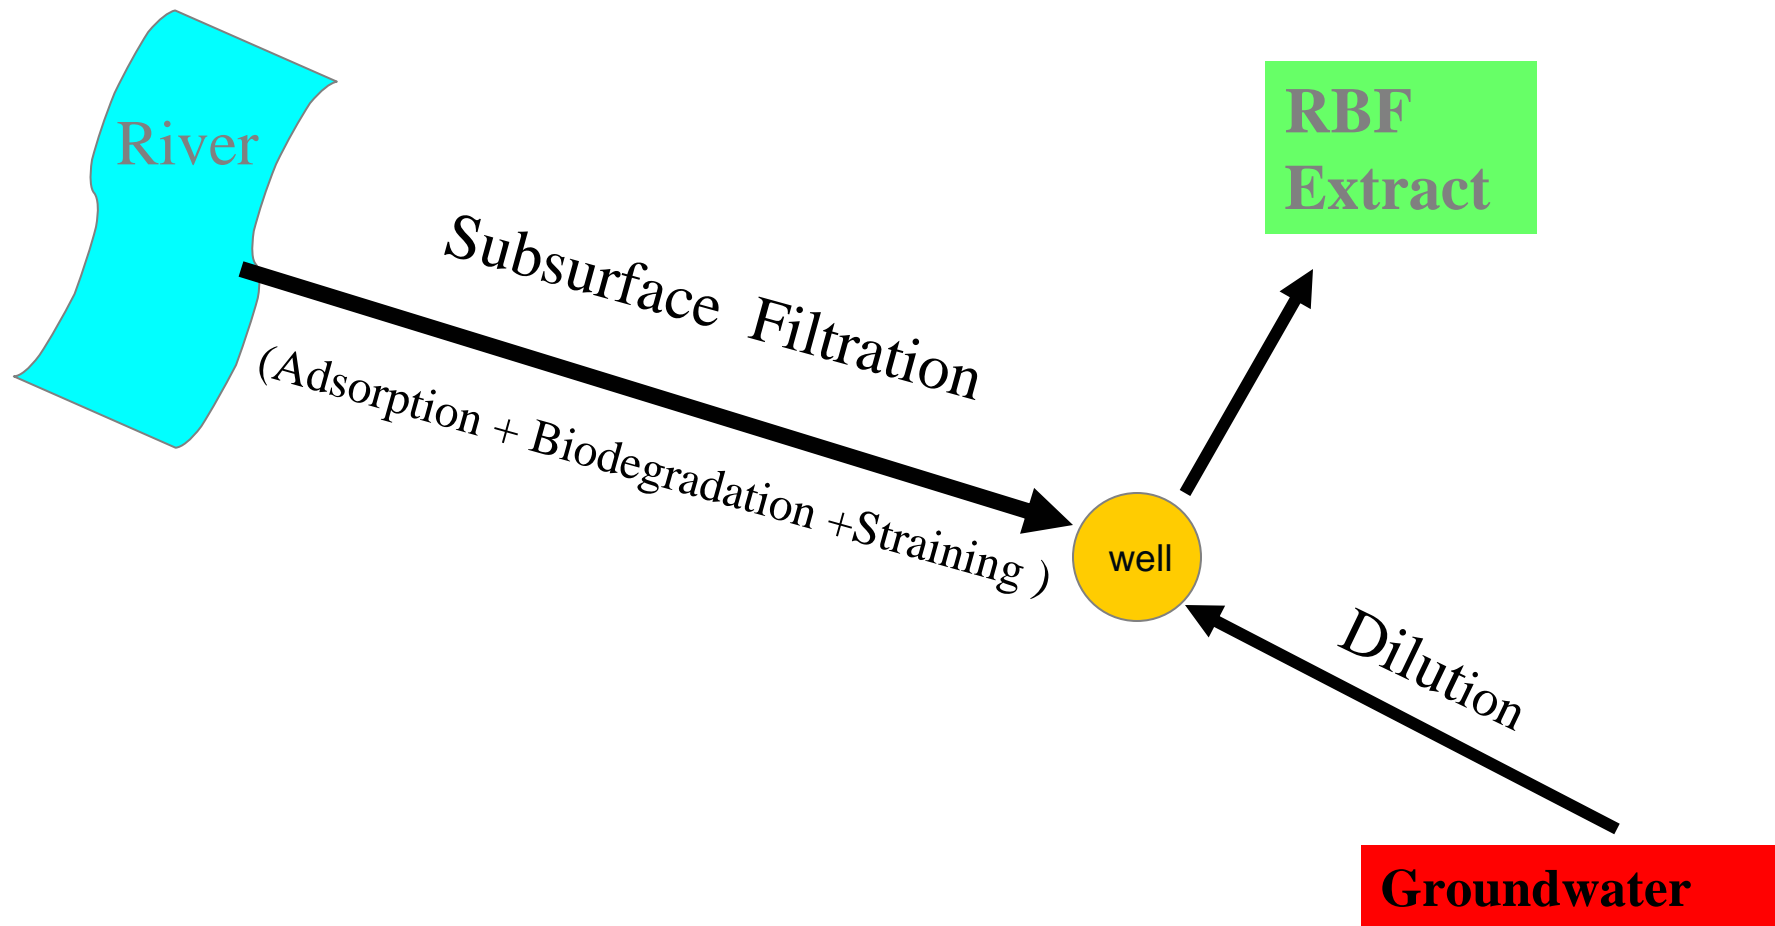 River
RBF
Extract
Subsurface Filtration
(Adsorption + Biodegradation +Straining )
well
Dilution
Groundwater